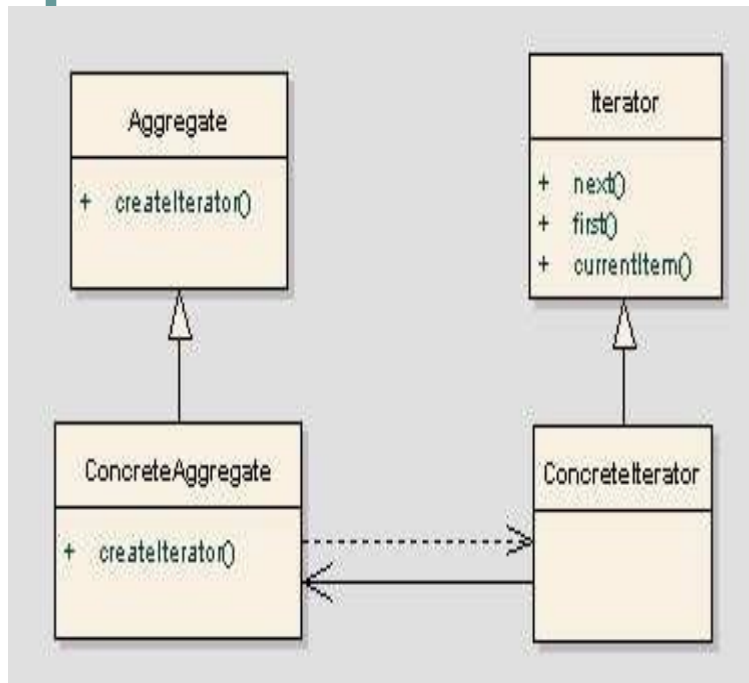 Aggregate
+ createIterator()
Iterator
+ next()
+ first()
+ currentItem()
ConcreteAggregate
+ createIterator()
ConcreteIterator